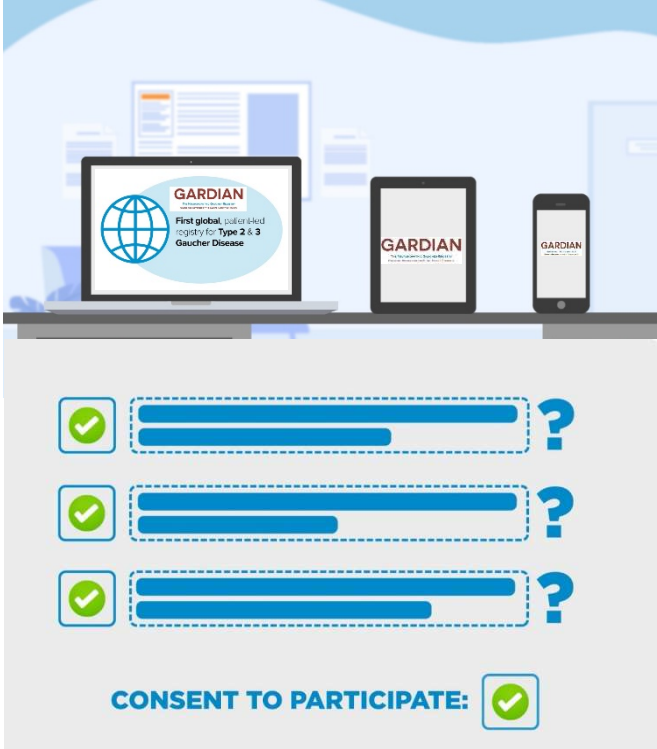 GARDIAN
First global, patient-led
registry for Type 2 & 3
Gaucher Disease
GARDIAN
GARDIAN
?
?
?
CONSENT TO PARTICIPATE: